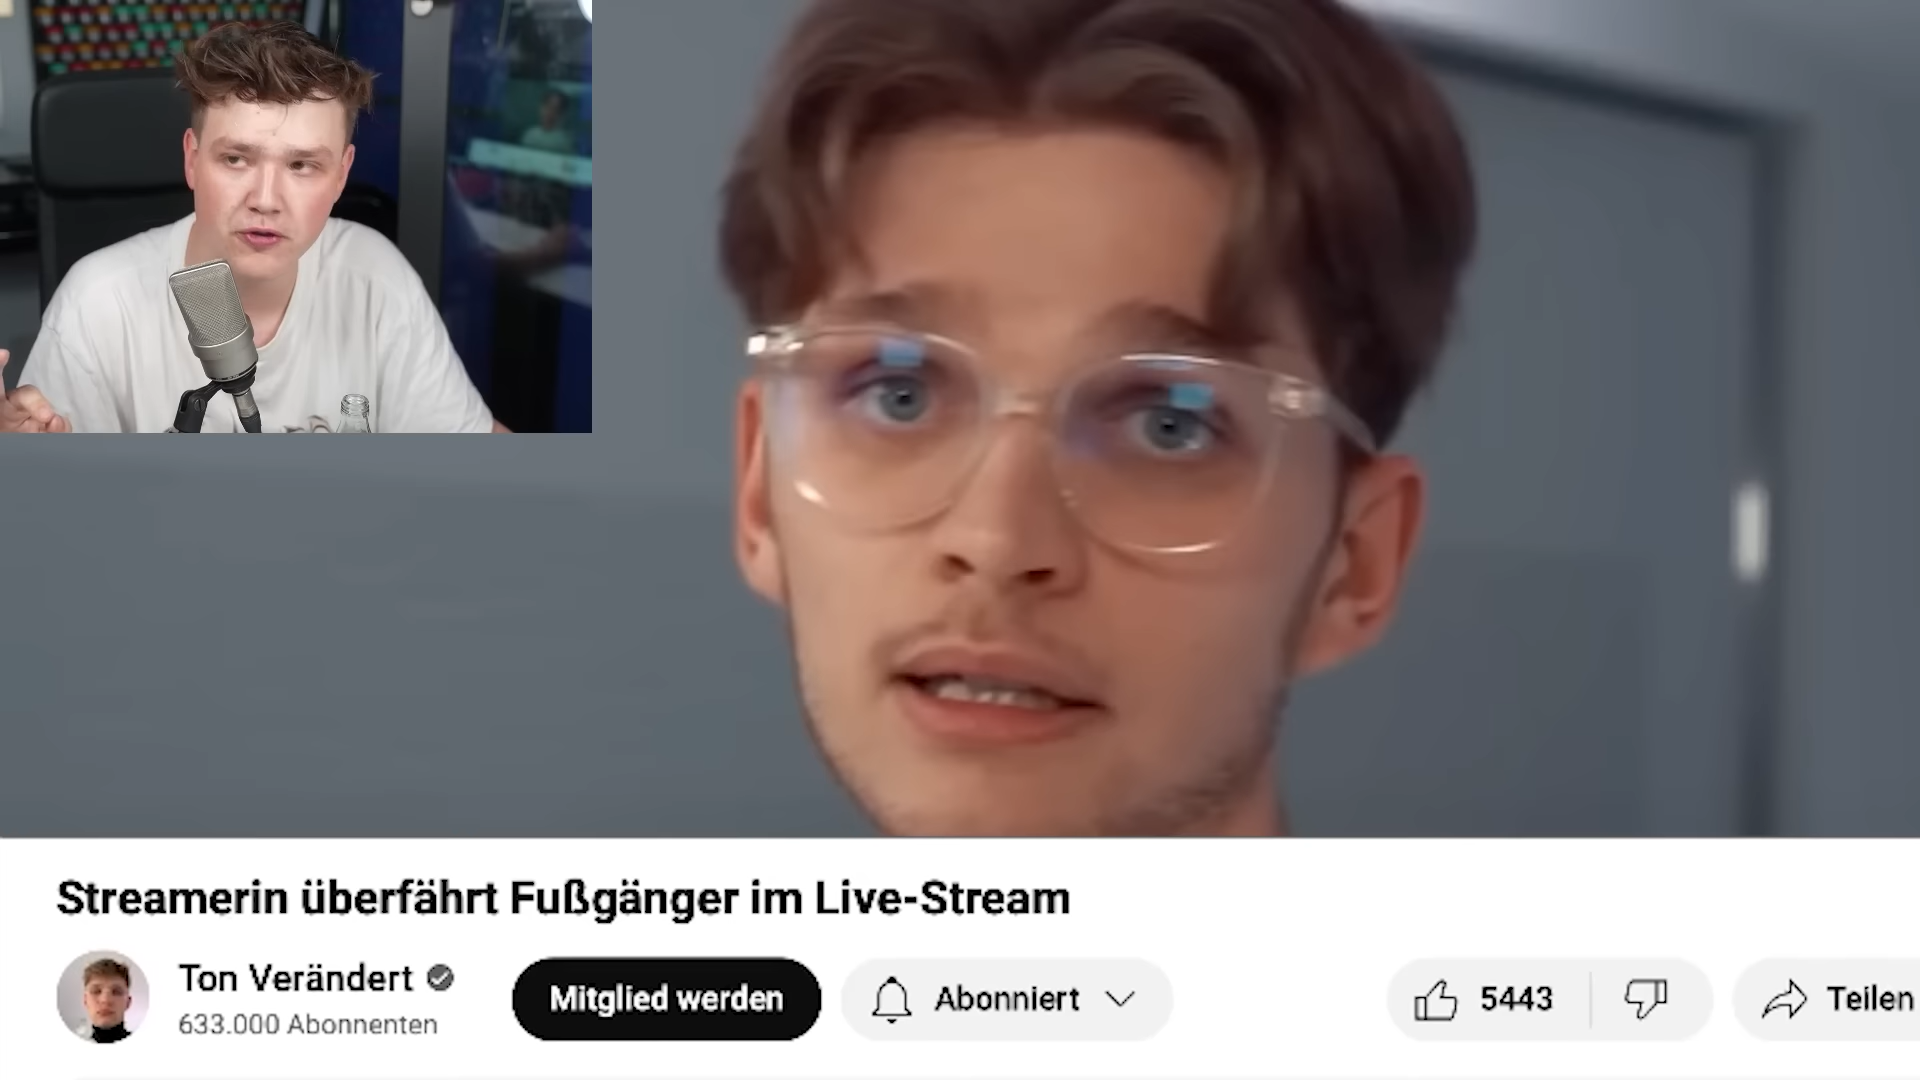 Streamerin überfährt Fußgänger im Live-Stream
Ton Verändert
633.000 Abonnenten
Mitglied werden
Abonniert
5443
Teilen